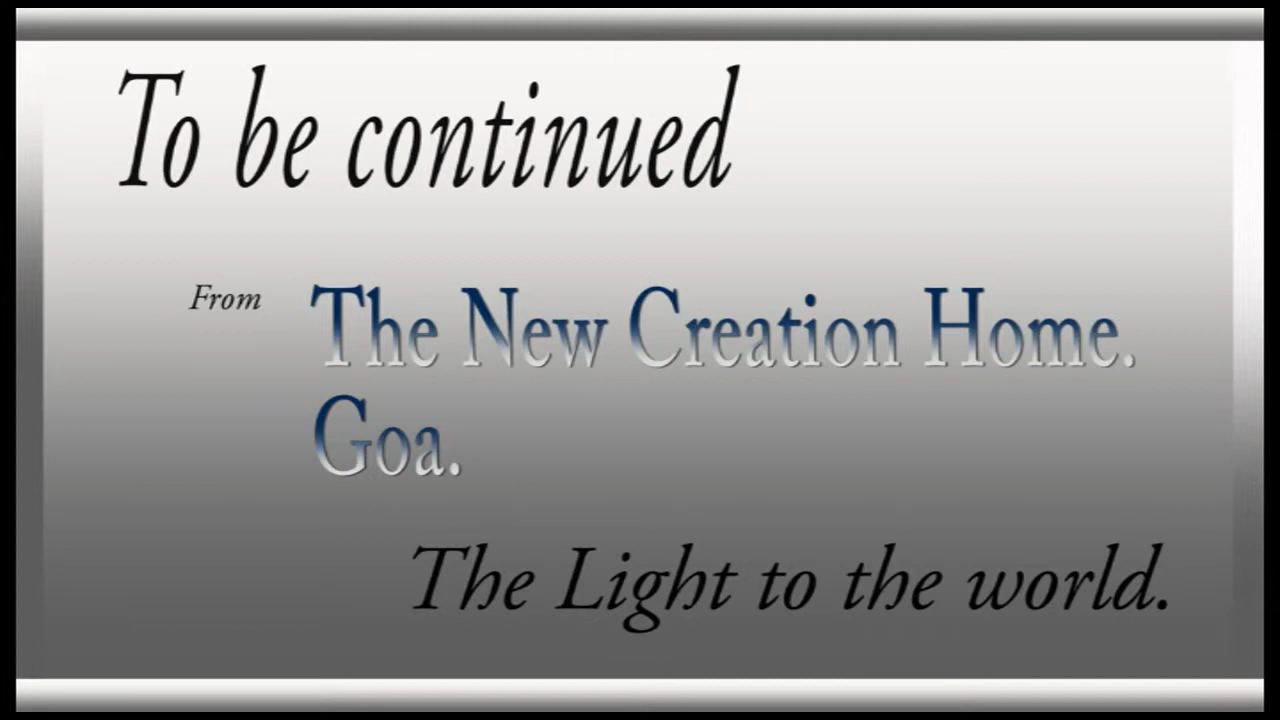 To be continued
From The New Creation Home.
Goa.
The Light to the world.